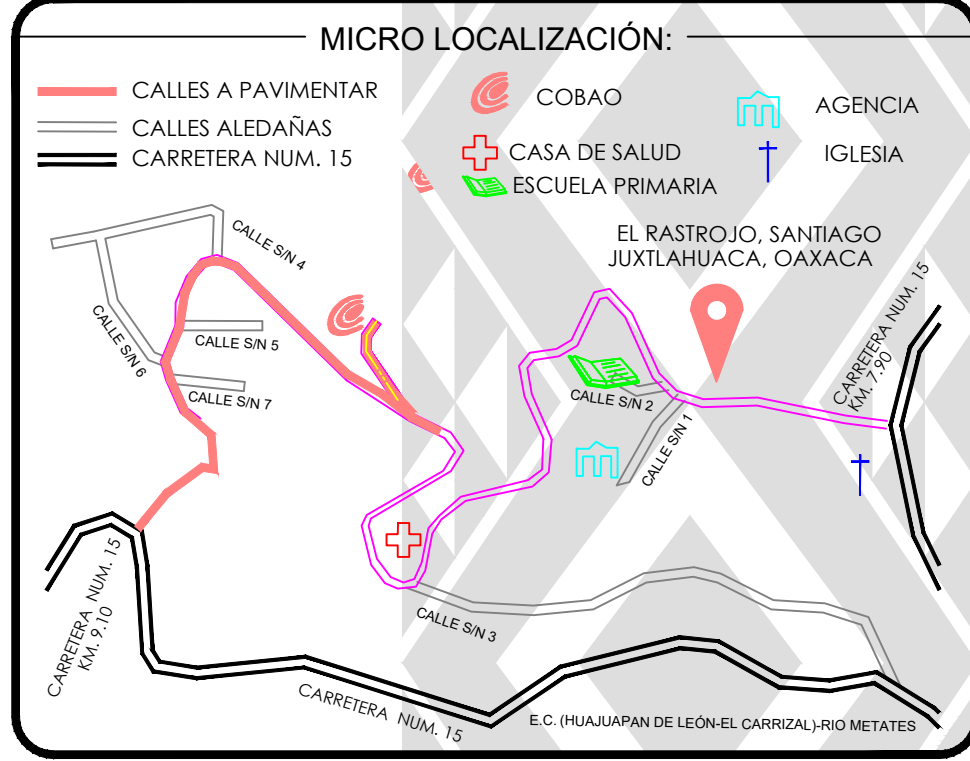 MICRO LOCALIZACIÓN:
CALLES A PAVIMENTAR
CALLES ALEDAÑAS
CARRETERA NUM. 15
COBAO
AGENCIA
CASA DE SALUD
IGLESIA
ESCUELA PRIMARIA
EL RASTROJO, SANTIAGO
JUXTLAHUACA, OAXACA
CALLE S/N 4
CALLE S/N 5
CALLE S/N 6
CALLE S/N 7
CALLE S/N 2
CALLE S/N 1
CARRETERA NUM. 15
KM. 7.90
CALLE S/N 3
CARRETERA NUM. 15
KM. 9.10
CARRETERA NUM. 15
E.C. (HUAJUAPAN DE LEÓN-EL CARRIZAL)-RIO METATES